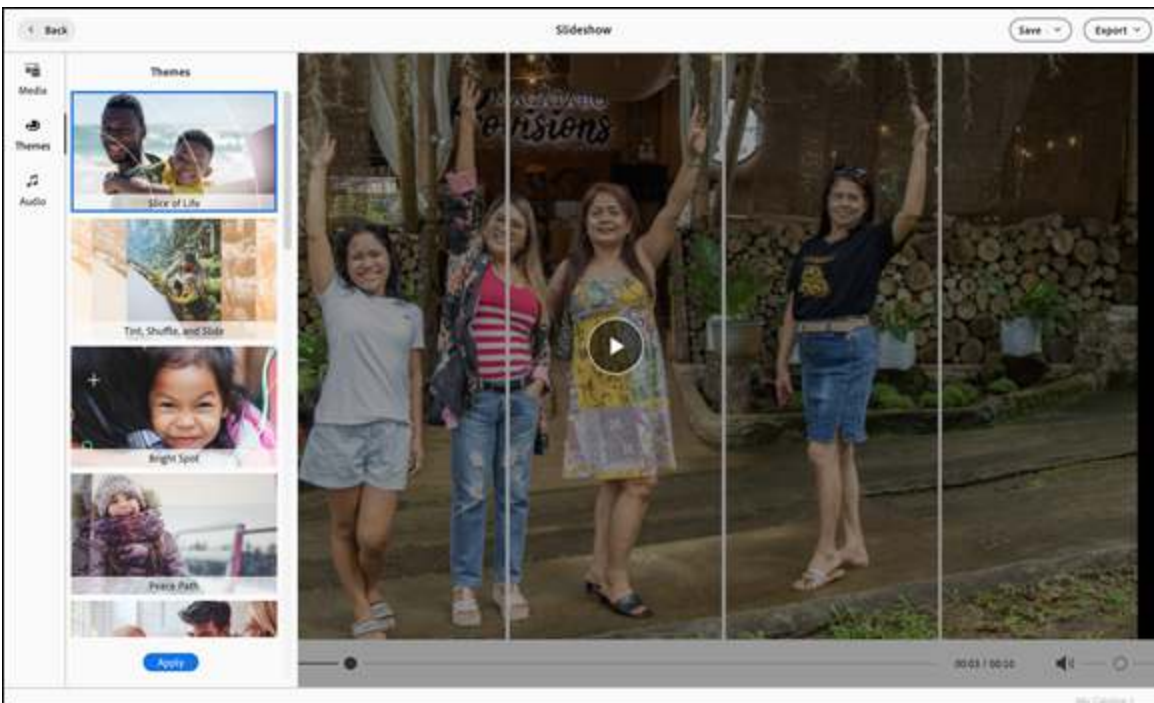 Back
Slideshow
Save
Export
Media
Themes
Audio
Themes
Slice of Life
Tint, Shuffle, and Slide
Bright Spot
Peace Path
Apply
Provisions
00:03 / 00:10